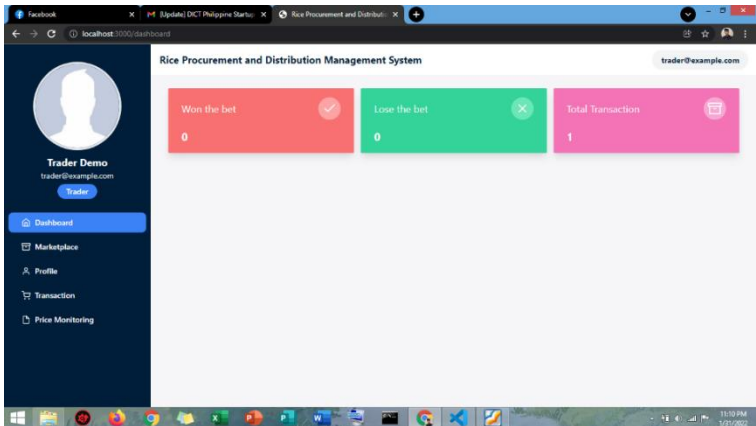 Facebook
[Update] DICT Philippine Startup
Rice Procurement and Distributi
localhost:3000/dashboard
Rice Procurement and Distribution Management System
trader@example.com
Won the bet
0
Lose the bet
0
Total Transaction
1
Trader Demo
trader@example.com
Trader
Dashboard
Marketplace
Profile
Transaction
Price Monitoring
11:10 PM